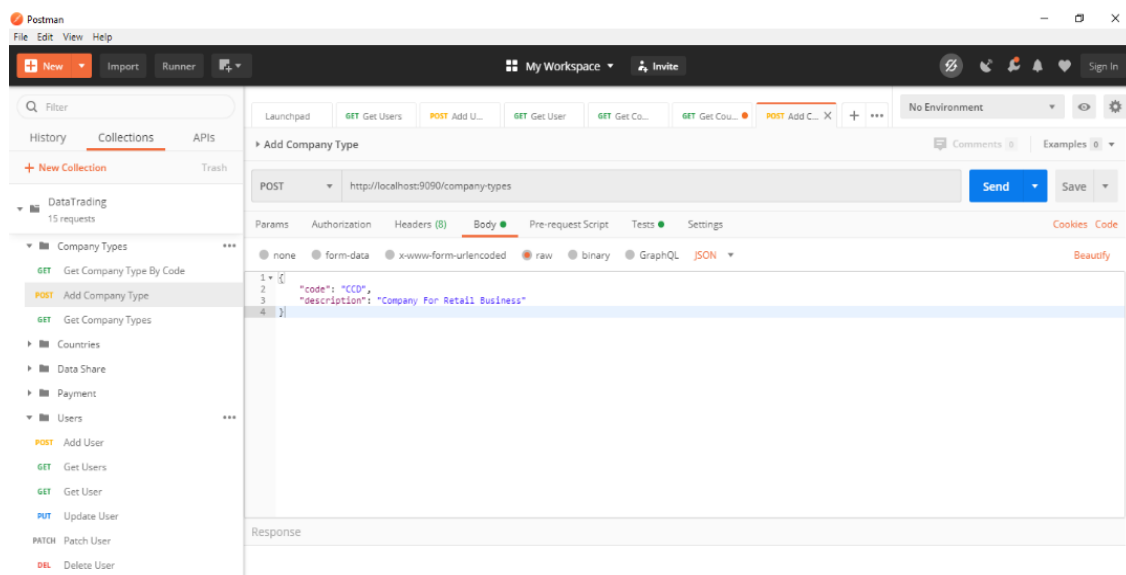 Postman
File Edit View Help
New Import Runner My Workspace Invite Sign In
Filter
History Collections APIs
+ New Collection Trash
DataTrading
15 requests
Company Types
GET Get Company Type By Code
POST Add Company Type
GET Get Company Types
Countries
Data Share
Payment
Users
POST Add User
GET Get Users
GET Get User
PUT Update User
PATCH Patch User
DEL Delete User
Launchpad GET Get Users POST Add U... GET Get User GET Get Co... GET Get Cou... POST Add C... No Environment
Add Company Type Comments 0 Examples 0
POST http://localhost:9090/company-types Send Save
Params Authorization Headers (8) Body Pre-request Script Tests Settings Cookies Code
none form-data x-www-form-urlencoded raw binary GraphQL JSON Beautify
1 {
2 "code": "CCD",
3 "description": "Company For Retail Business"
4 }
Response